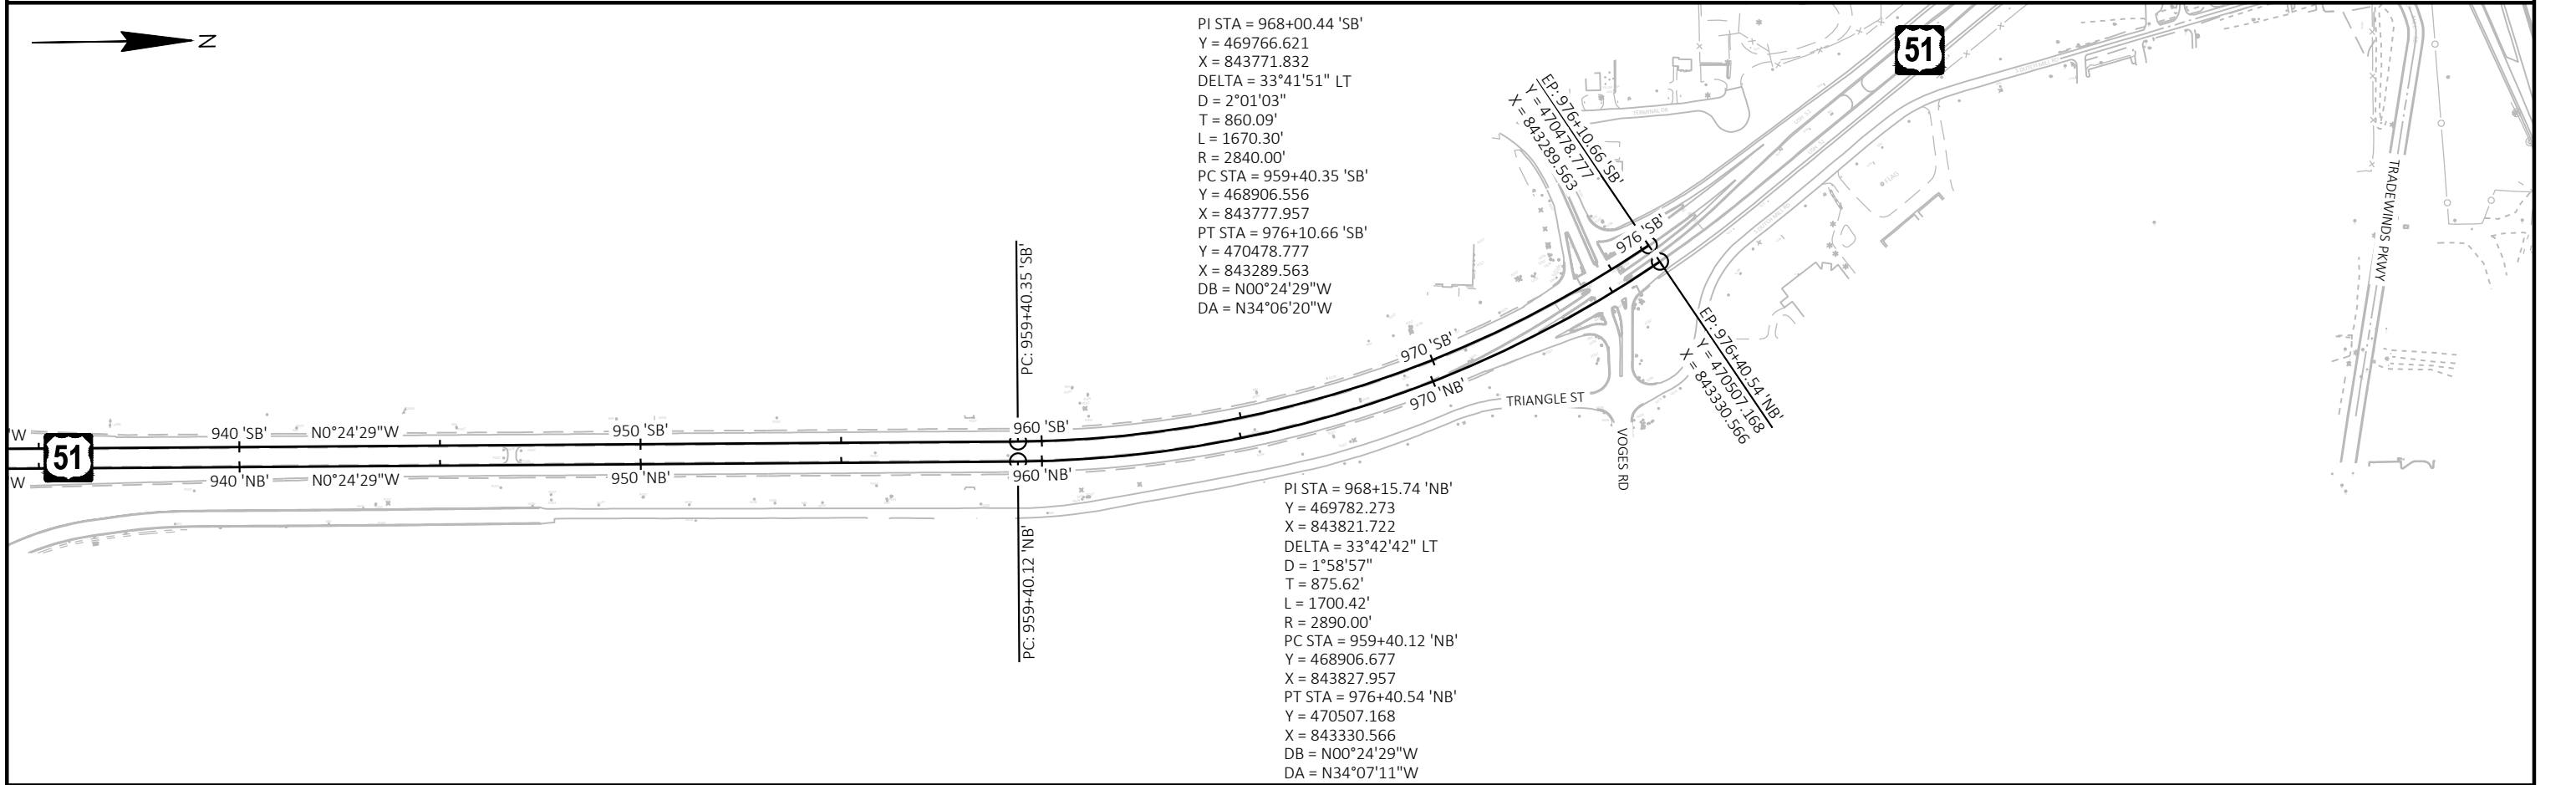 N
PI STA = 968+00.44 'SB'
Y = 469766.621
X = 843771.832
DELTA = 33°41'51" LT
D = 2°01'03"
T = 860.09'
L = 1670.30'
R = 2840.00'
PC STA = 959+40.35 'SB'
Y = 468906.556
X = 843777.957
PT STA = 976+10.66 'SB'
Y = 470478.777
X = 843289.563
DB = N00°24'29"W
DA = N34°06'20"W
51
EP: 976+10.66 'SB'
Y = 470478.777
X = 843289.563
TERMINAL DR
FLAG
976 'SB'
TRADEWINDS PKWY
PC: 959+40.35 'SB'
EP: 976+40.54 'NB'
Y = 470507.168
X = 843330.566
970 'SB'
970 'NB'
TRIANGLE ST
VOGES RD
'W
51
940 'SB'
N0°24'29"W
950 'SB'
960 'SB'
W
940 'NB'
N0°24'29"W
950 'NB'
960 'NB'
PC: 959+40.12 'NB'
PI STA = 968+15.74 'NB'
Y = 469782.273
X = 843821.722
DELTA = 33°42'42" LT
D = 1°58'57"
T = 875.62'
L = 1700.42'
R = 2890.00'
PC STA = 959+40.12 'NB'
Y = 468906.677
X = 843827.957
PT STA = 976+40.54 'NB'
Y = 470507.168
X = 843330.566
DB = N00°24'29"W
DA = N34°07'11"W